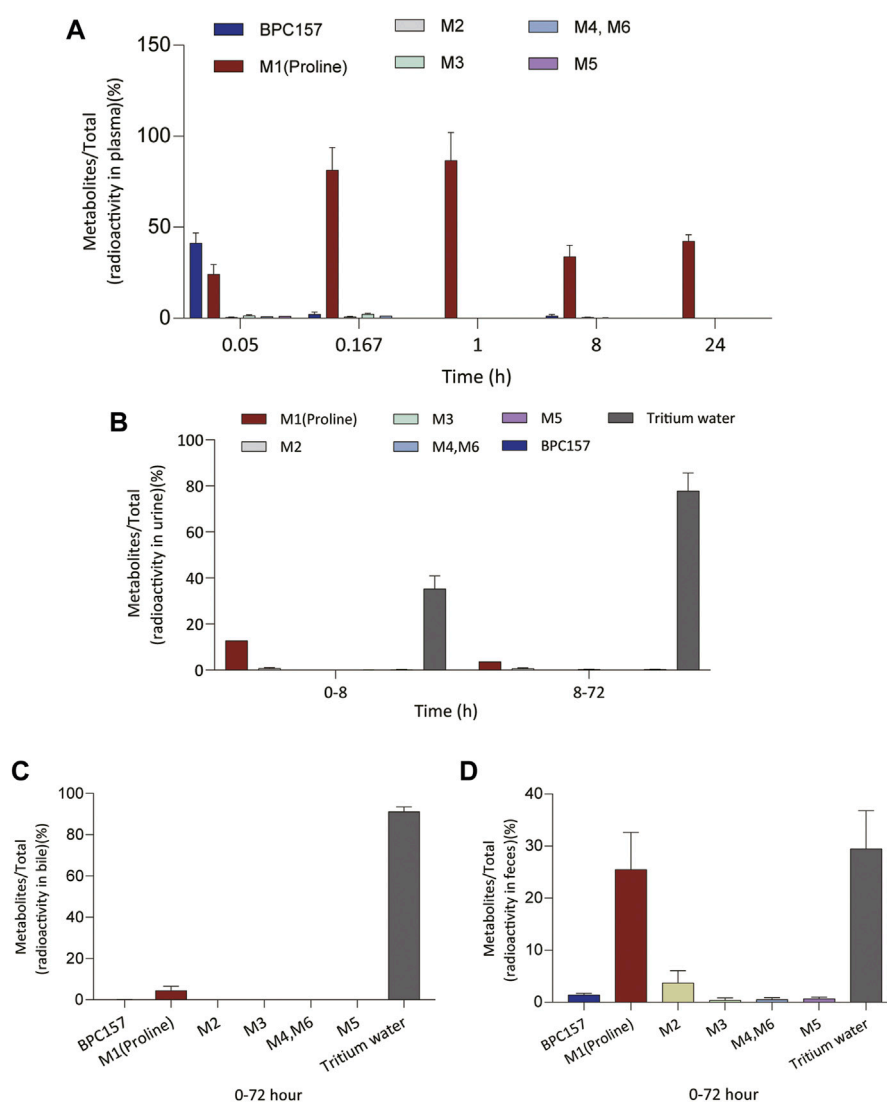 A
BPC157
M2
M4, M6
M1(Proline)
M3
M5
Metabolites/Total
(radioactivity in plasma)(%)
150
100
50
0
0.05
0.167
1
8
24
Time (h)
B
M1(Proline)
M3
M5
Tritium water
M2
M4,M6
BPC157
Metabolites/Total
(radioactivity in urine)(%)
100
80
60
40
20
0
0-8
8-72
Time (h)
C
Metabolites/Total
(radioactivity in bile)(%)
100
80
60
40
20
0
BPC157
M1(Proline)
M2
M3
M4,M6
M5
Tritium water
0-72 hour
D
Metabolites/Total
(radioactivity in feces)(%)
40
30
20
10
0
BPC157
M1(Proline)
M2
M3
M4,M6
M5
Tritium water
0-72 hour